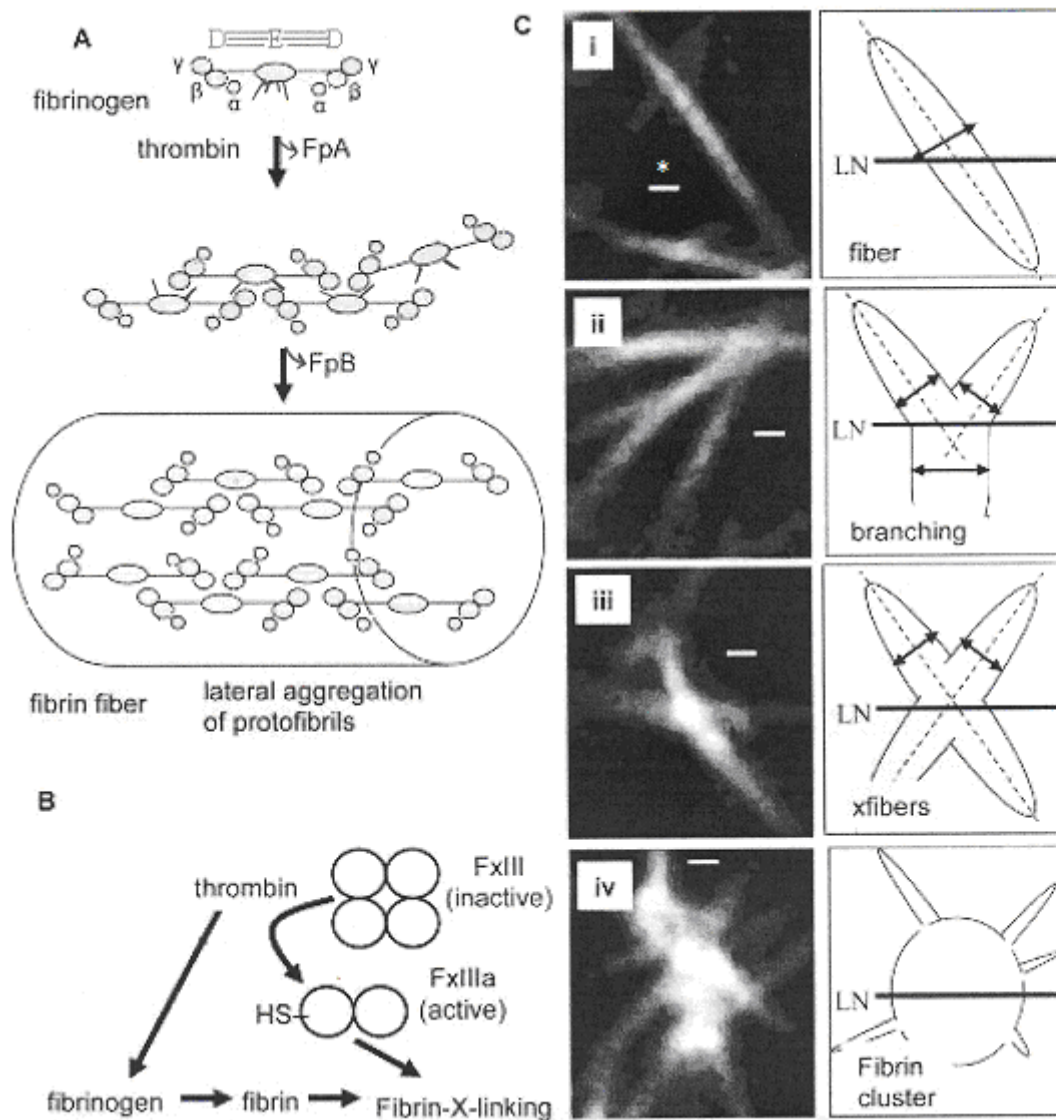 A
D E D
γ γ
β α α β
fibrinogen
thrombin FpA
FpB
fibrin fiber
lateral aggregation
of protofibrils
B
thrombin
FxIII
(inactive)
FxIIIa
(active)
HS
fibrinogen fibrin Fibrin-X-linking
C
i
*
LN
fiber
ii
LN
branching
iii
LN
xfibers
iv
LN
Fibrin
cluster